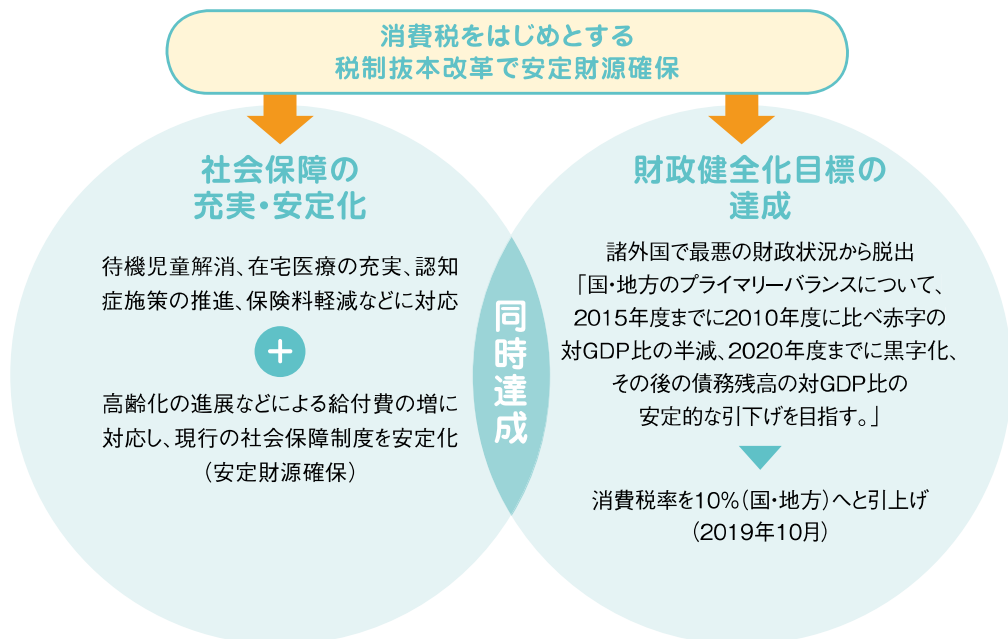 消費税をはじめとする
税制抜本改革で安定財源確保
社会保障の
充実・安定化
待機児童解消、在宅医療の充実、認知
症施策の推進、保険料軽減などに対応
+
高齢化の進展などによる給付費の増に
対応し、現行の社会保障制度を安定化
（安定財源確保）
同時達成
財政健全化目標の
達成
諸外国で最悪の財政状況から脱出
「国・地方のプライマリーバランスについて、
2015年度までに2010年度に比べ赤字の
対GDP比の半減、2020年度までに黒字化、
その後の債務残高の対GDP比の
安定的な引下げを目指す。」
消費税率を10%（国・地方）へと引上げ
（2019年10月）